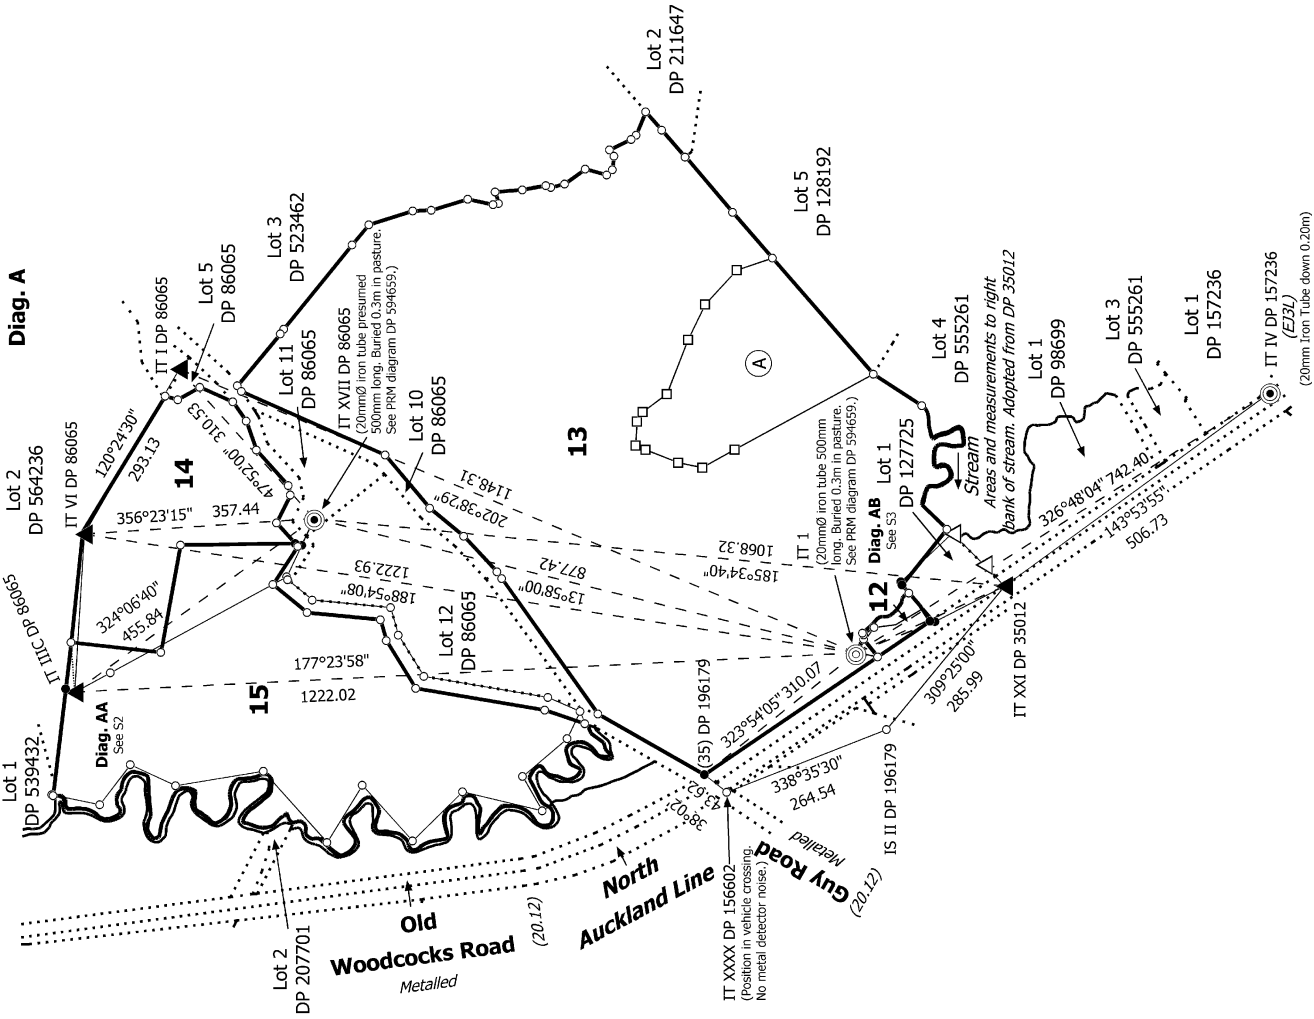 Diag. A
Lot 2
DP 211647
Lot 5
DP 128192
Lot 3
DP 523462
Lot 5
DP 86065
IT I DP 86065
Lot 11
DP 86065
IT XVII DP 86065
(20mmØ iron tube presumed
500mm long. Buried 0.3m in pasture.
See PRM diagram DP 594659.)
Lot 10
DP 86065
Lot 2
DP 564236
IT VI DP 86065
120°24'30"
293.13
14
47°52'00"
310.53
356°23'15"
357.44
IT IIIC DP 86065
324°06'40"
455.84
Lot 1
DP 539432
Diag. AA
See S2
15
177°23'58"
1222.02
188°54'08"
1222.93
13°58'00"
877.42
202°38'29"
1148.31
185°34'40"
1068.32
Lot 12
DP 86065
13
A
Lot 4
DP 555261
Stream
Areas and measurements to right
bank of stream. Adopted from DP 35012
Lot 1
DP 98699
Lot 3
DP 555261
Lot 1
DP 157236
IT IV DP 157236
(EJ3L)
(20mm Iron Tube down 0.20m)
Lot 1
DP 127725
Diag. AB
See S3
12
IT 1
(20mmØ iron tube 500mm
long. Buried 0.3m in pasture.
See PRM diagram DP 594659.)
326°48'04" 742.40
143°53'55"
506.73
IT XXI DP 35012
309°25'00"
285.99
323°54'05" 310.07
(35) DP 196179
38°02'
43.62
338°35'30"
264.54
IS II DP 196179
IT XXXX DP 156602
(Position in vehicle crossing.
No metal detector noise.)
Guy Road
Metalled
(20.12)
North
Auckland Line
Old
Woodcocks Road
Metalled
(20.12)
Lot 2
DP 207701